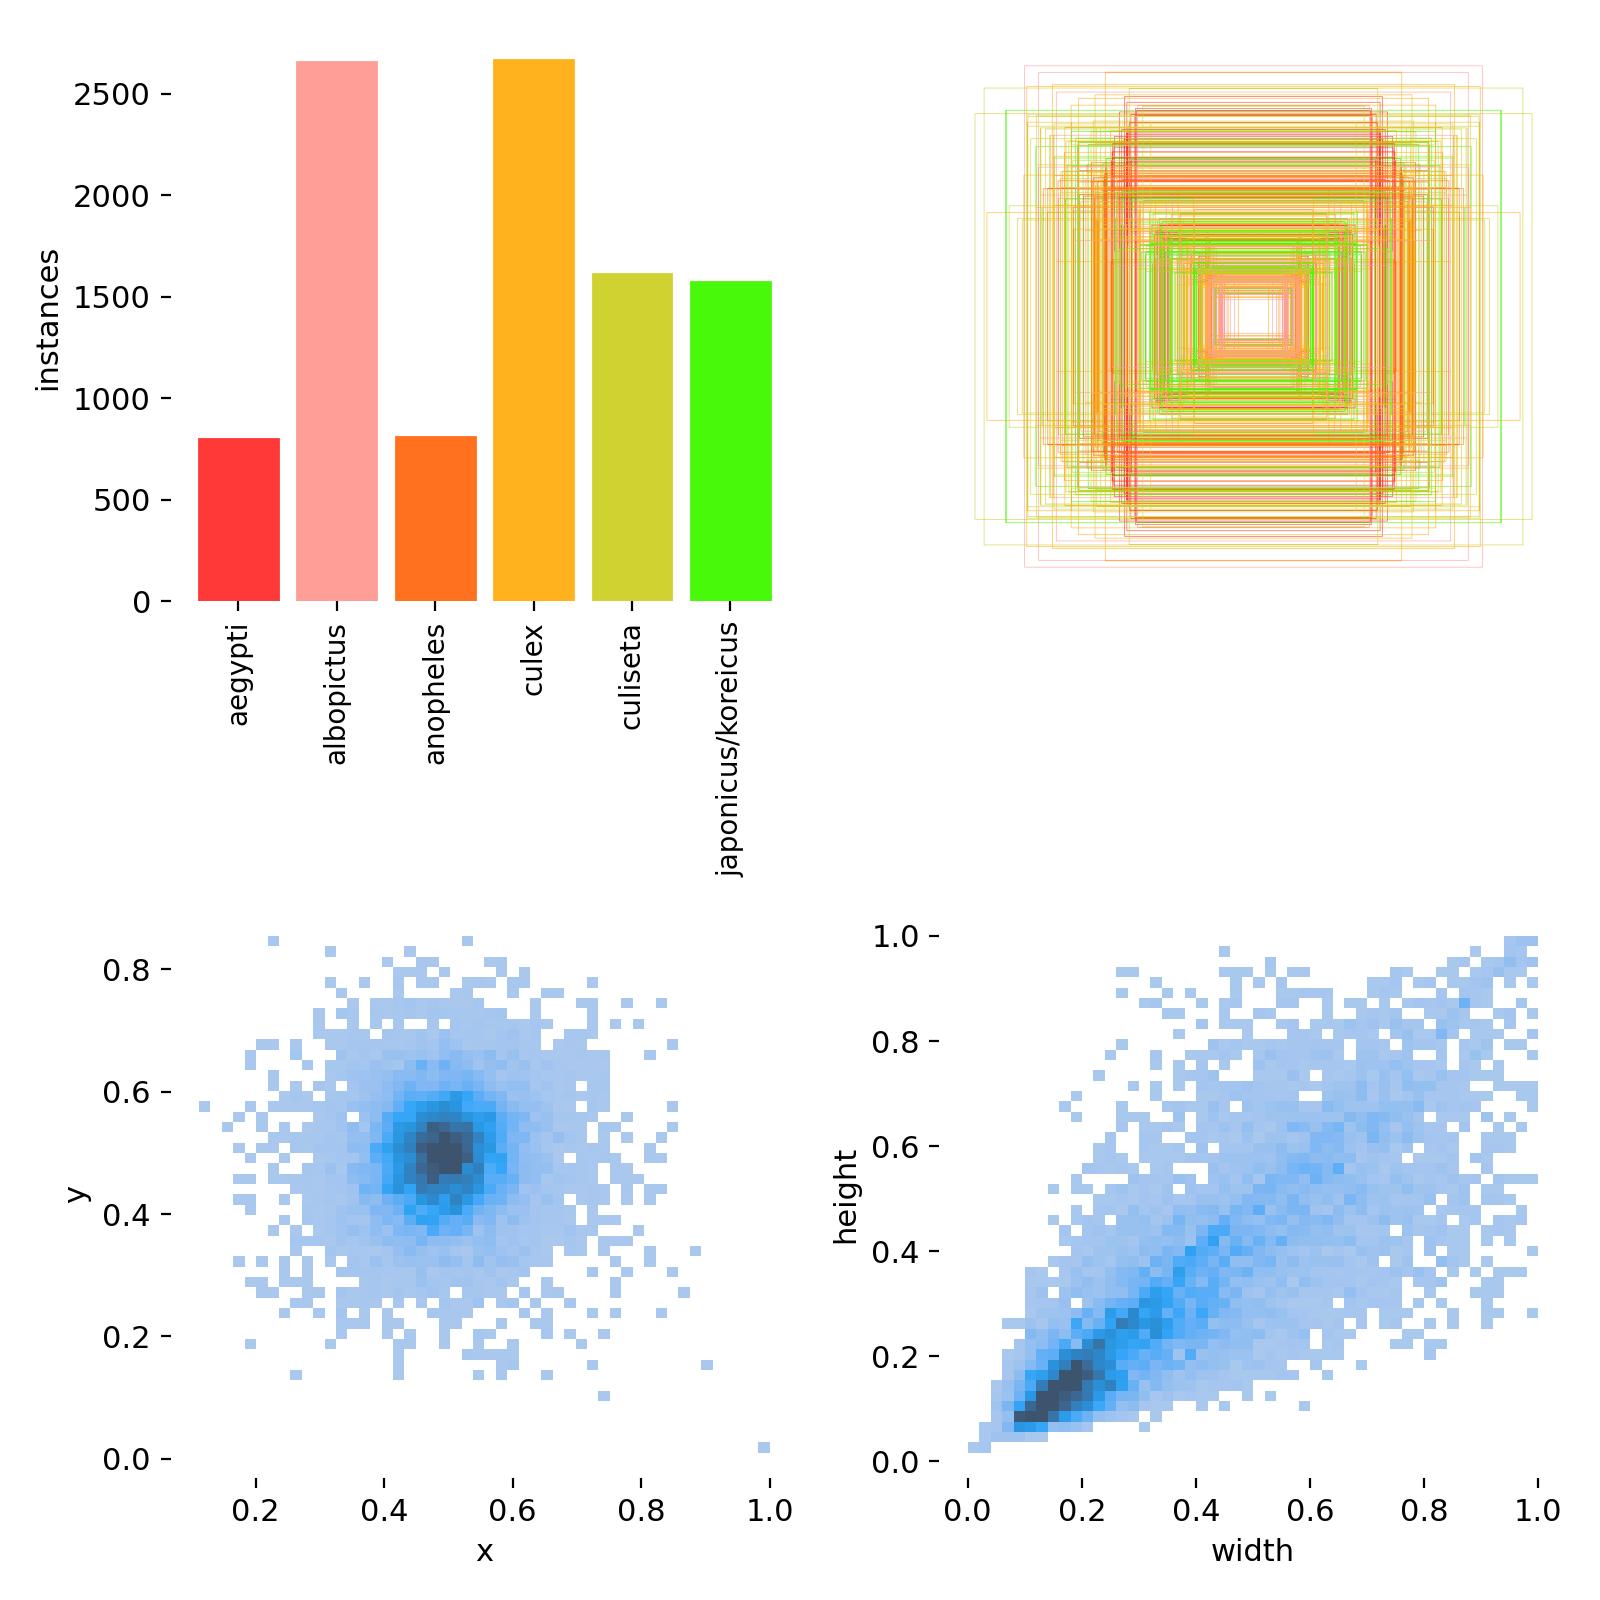 2500
2000
1500
1000
500
0
instances
aegypti
albopictus
anopheles
culex
culiseta
japonicus/koreicus
0.8
0.6
0.4
0.2
0.0
y
0.2 0.4 0.6 0.8 1.0
x
1.0
0.8
0.6
0.4
0.2
0.0
height
0.0 0.2 0.4 0.6 0.8 1.0
width